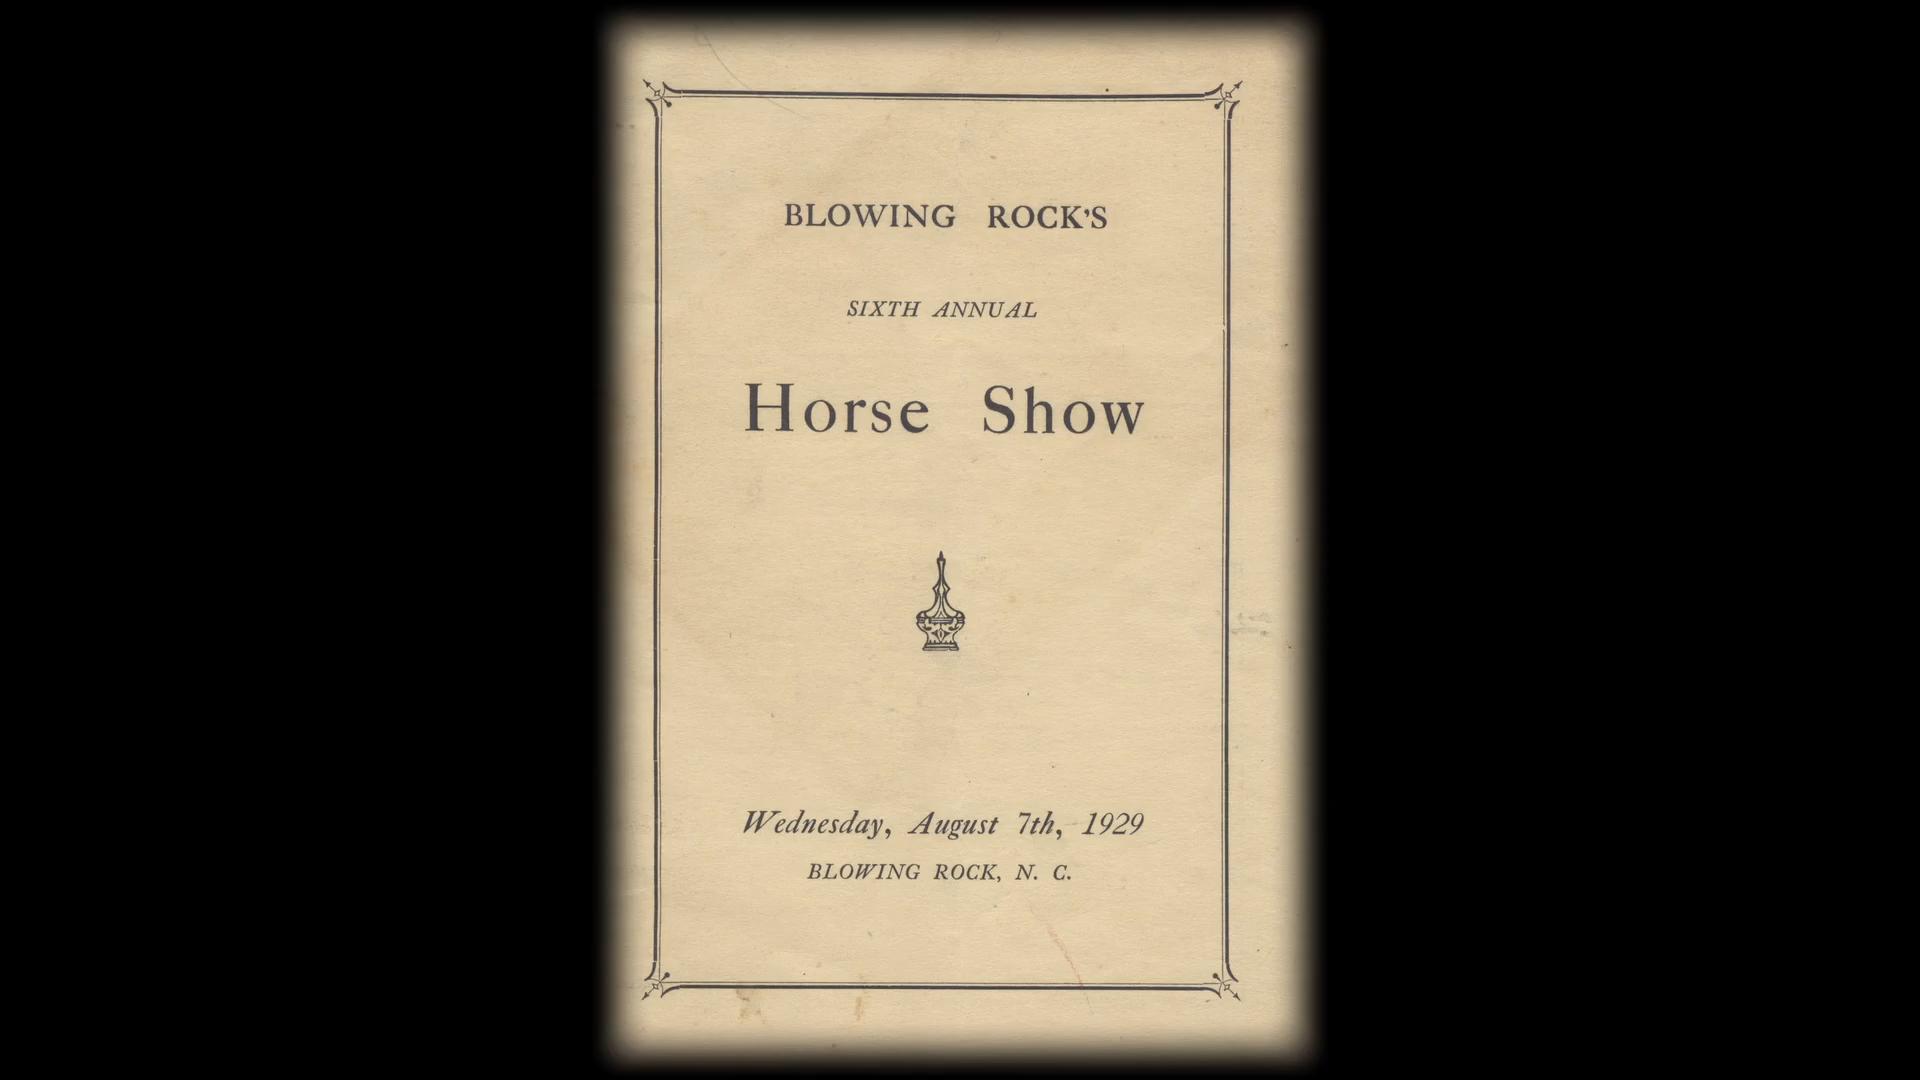 BLOWING ROCK'S
SIXTH ANNUAL
Horse Show
Wednesday, August 7th, 1929
BLOWING ROCK, N. C.